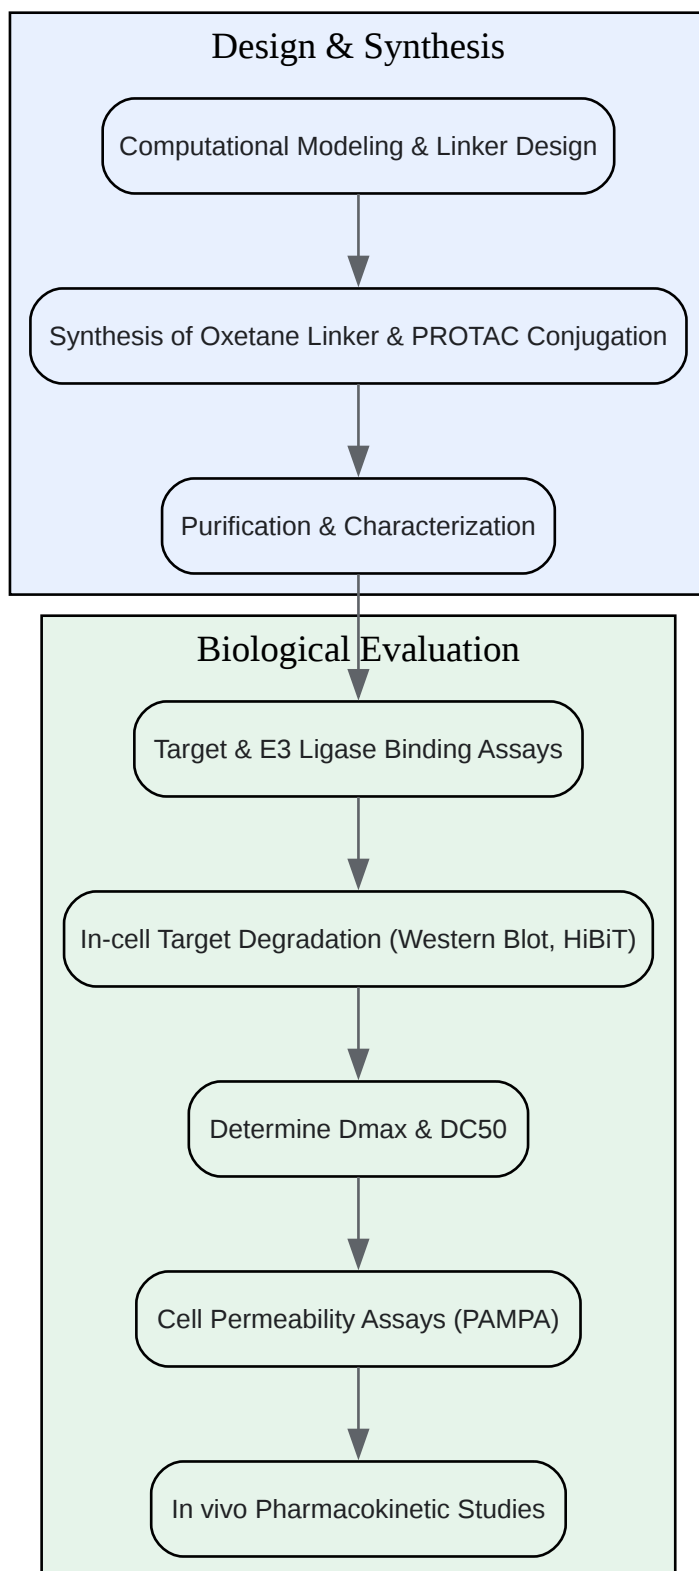 Design & Synthesis
Computational Modeling & Linker Design
Synthesis of Oxetane Linker & PROTAC Conjugation
Purification & Characterization
Biological Evaluation
Target & E3 Ligase Binding Assays
In-cell Target Degradation (Western Blot, HiBiT)
Determine Dmax & DC50
Cell Permeability Assays (PAMPA)
In vivo Pharmacokinetic Studies